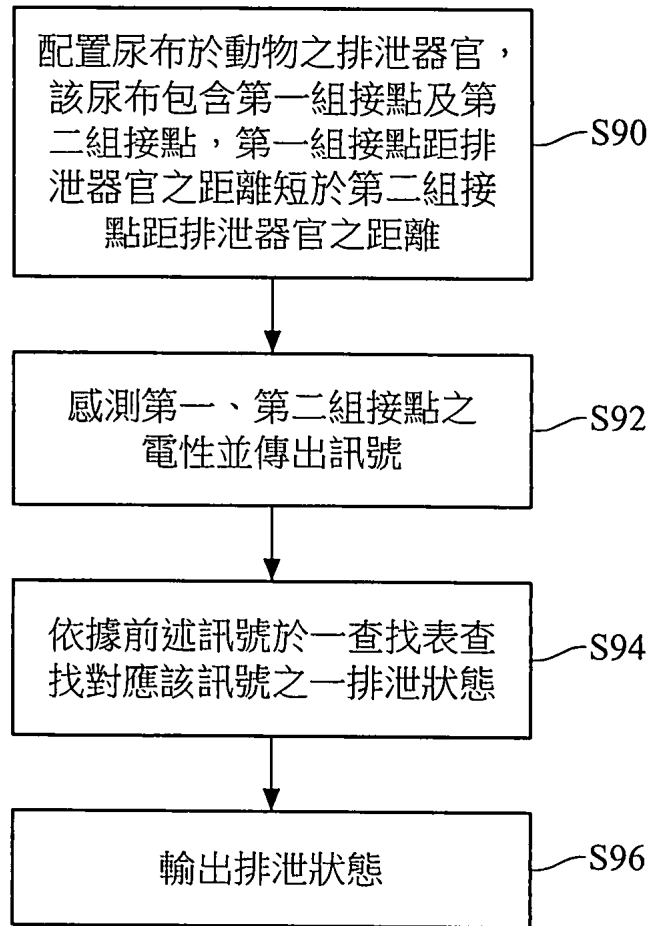 配置尿布於動物之排泄器官，
該尿布包含第一組接點及第
二組接點，第一組接點距排
泄器官之距離短於第二組接
點距排泄器官之距離
S90
感測第一、第二組接點之
電性並傳出訊號
S92
依據前述訊號於一查找表查
找對應該訊號之一排泄狀態
S94
輸出排泄狀態
S96